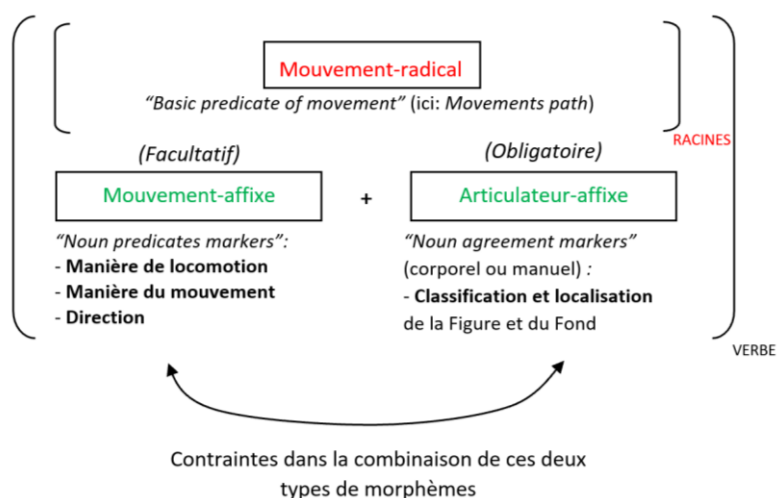 Mouvement-radical
“Basic predicate of movement” (ici: Movements path)
RACINES
(Facultatif)
(Obligatoire)
Mouvement-affixe
+
Articulateur-affixe
“Noun predicates markers”:
- Manière de locomotion
- Manière du mouvement
- Direction
“Noun agreement markers”
(corporel ou manuel) :
- Classification et localisation
de la Figure et du Fond
VERBE
Contraintes dans la combinaison de ces deux
types de morphèmes